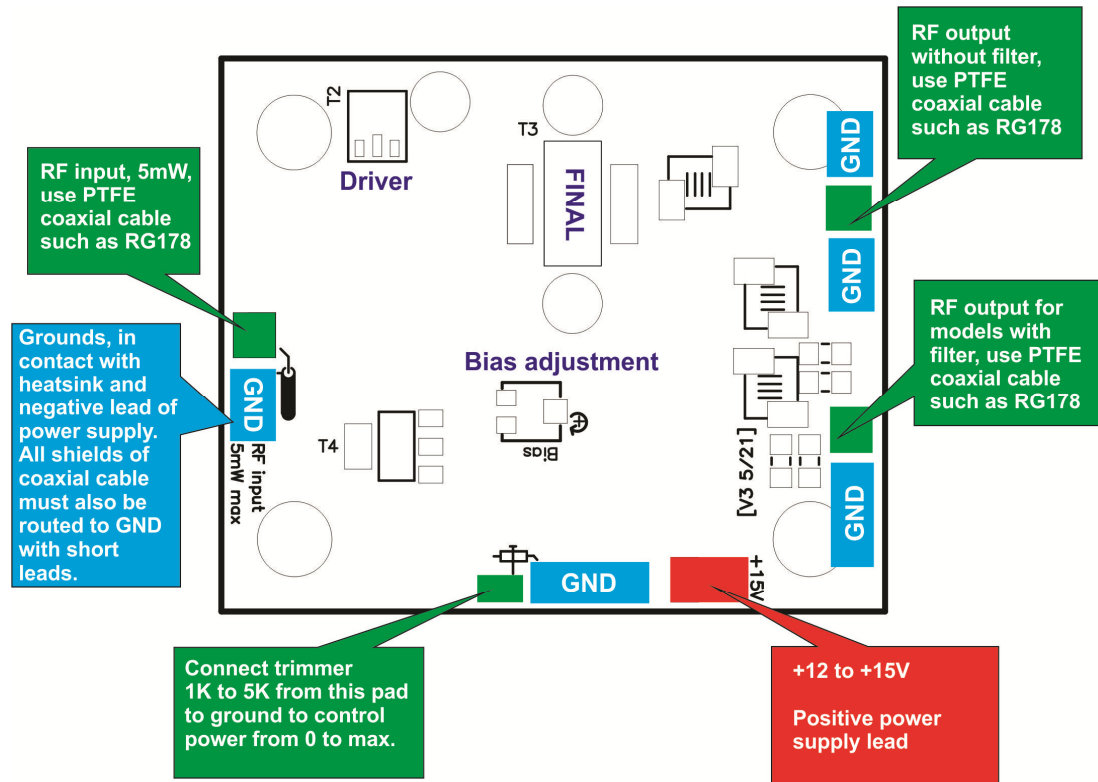 RF output
without filter,
use PTFE
coaxial cable
such as RG178
T2
T3
GND
RF input, 5mW,
use PTFE
coaxial cable
such as RG178
Driver
FINAL
GND
RF output for
models with
filter, use PTFE
coaxial cable
such as RG178
Grounds, in
contact with
heatsink and
negative lead of
power supply.
All shields of
coaxial cable
must also be
routed to GND
with short
leads.
Bias adjustment
GND
RF input
5mW max
T4
Bias
[V3 5/21]
GND
GND
+15V
Connect trimmer
1K to 5K from this pad
to ground to control
power from 0 to max.
+12 to +15V
Positive power
supply lead